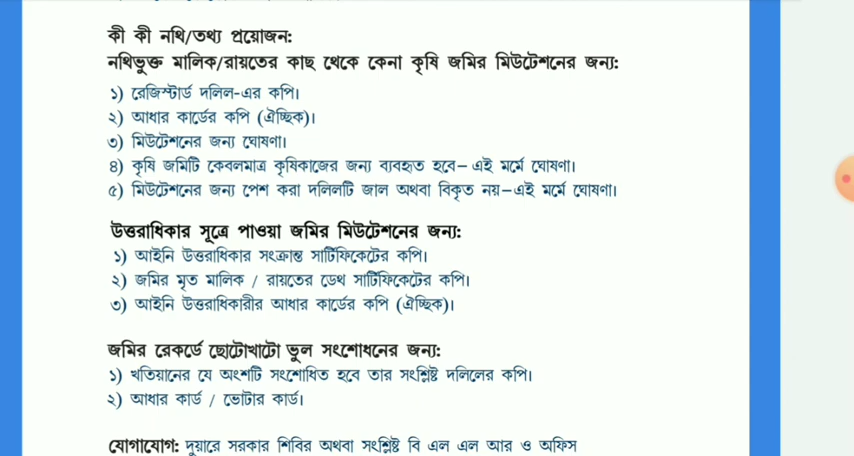 কী কী নথি/তথ্য প্রয়োজন:
নথিভুক্ত মালিক/রায়তের কাছ থেকে কেনা কৃষি জমির মিউটেশনের জন্য:
১) রেজিস্টার্ড দলিল-এর কপি।
২) আধার কার্ডের কপি (ঐচ্ছিক)।
৩) মিউটেশনের জন্য ঘোষণা।
৪) কৃষি জমিটি কেবলমাত্র কৃষিকাজের জন্য ব্যবহৃত হবে– এই মর্মে ঘোষণা।
৫) মিউটেশনের জন্য পেশ করা দলিলটি জাল অথবা বিকৃত নয়–এই মর্মে ঘোষণা।
উত্তরাধিকার সূত্রে পাওয়া জমির মিউটেশনের জন্য:
১) আইনি উত্তরাধিকার সংক্রান্ত সার্টিফিকেটের কপি।
২) জমির মৃত মালিক / রায়তের ডেথ সার্টিফিকেটের কপি।
৩) আইনি উত্তরাধিকারীর আধার কার্ডের কপি (ঐচ্ছিক)।
জমির রেকর্ডে ছোটোখাটো ভুল সংশোধনের জন্য:
১) খতিয়ানের যে অংশটি সংশোধিত হবে তার সংশ্লিষ্ট দলিলের কপি।
২) আধার কার্ড / ভোটার কার্ড।
যোগাযোগ: দুয়ারে সরকার শিবির অথবা সংশ্লিষ্ট বি এল এল আর ও অফিস